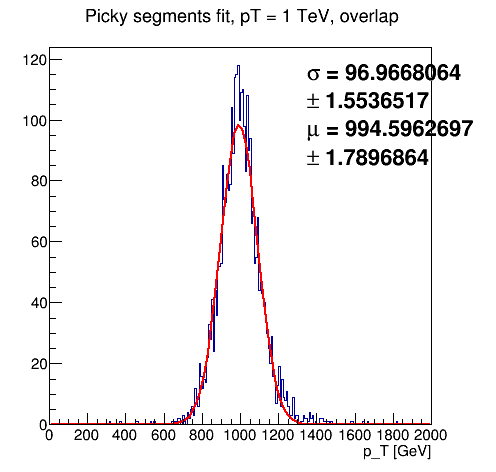 Picky segments fit, pT = 1 TeV, overlap
σ = 96.9668064
± 1.5536517
μ = 994.5962697
± 1.7896864
120
100
80
60
40
20
0
0 200 400 600 800 1000 1200 1400 1600 1800 2000
p_T [GeV]